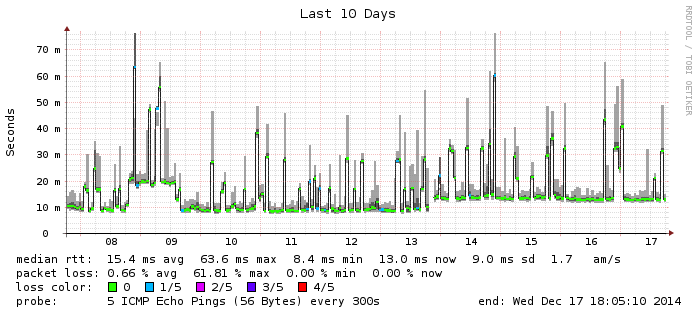 Last 10 Days
RRDTOOL / TOBI OETIKER
Seconds
70 m
60 m
50 m
40 m
30 m
20 m
10 m
0
08 09 10 11 12 13 14 15 16 17
median rtt: 15.4 ms avg 63.6 ms max 8.4 ms min 13.0 ms now 9.0 ms sd 1.7 am/s
packet loss: 0.66 % avg 61.81 % max 0.00 % min 0.00 % now
loss color: 0 1/5 2/5 3/5 4/5
probe: 5 ICMP Echo Pings (56 Bytes) every 300s end: Wed Dec 17 18:05:10 2014